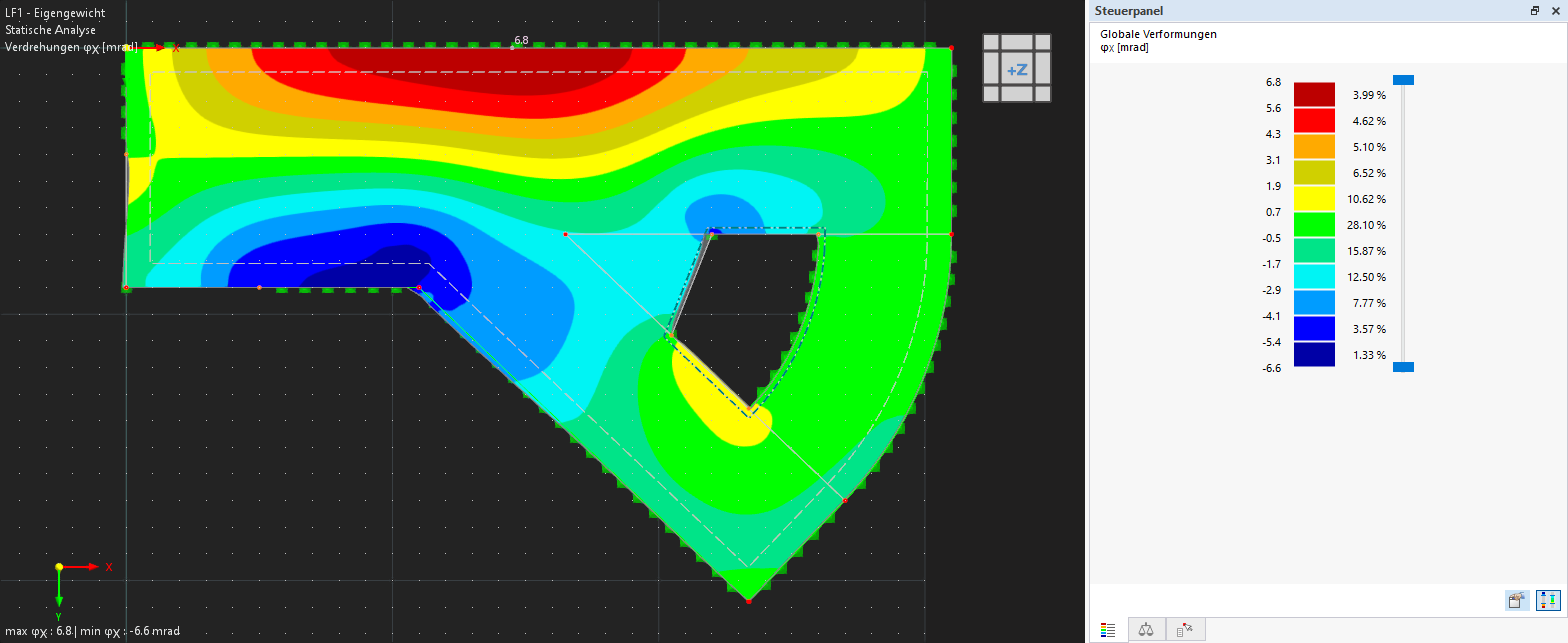 LF1 - Eigengewicht
Statische Analyse
Verdrehungen φX [mrad]
X
6.8
+Z
X
Y
max φX : 6.8 | min φX : -6.6 mrad
Steuerpanel
Globale Verformungen
φX [mrad]
6.8
3.99 %
5.6
4.62 %
4.3
5.10 %
3.1
6.52 %
1.9
10.62 %
0.7
28.10 %
-0.5
15.87 %
-1.7
12.50 %
-2.9
7.77 %
-4.1
3.57 %
-5.4
1.33 %
-6.6